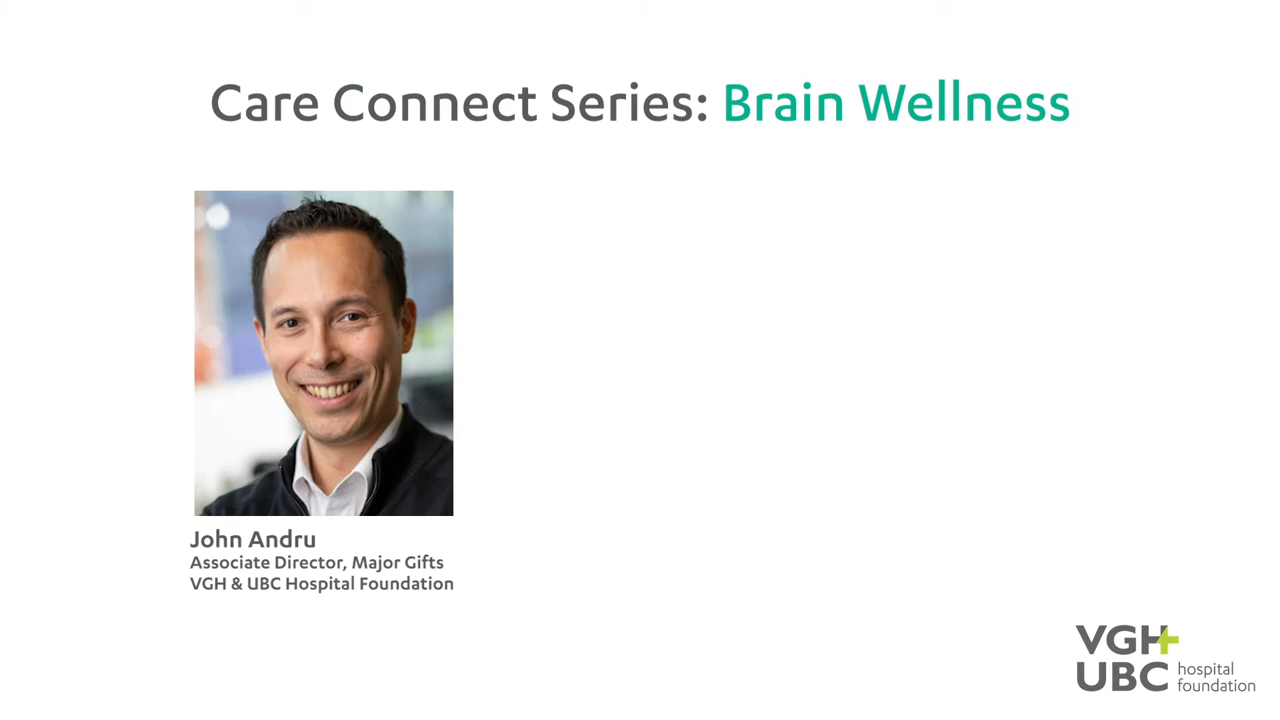 Care Connect Series: Brain Wellness
John Andru
Associate Director, Major Gifts
VGH & UBC Hospital Foundation
VGH+
UBC hospital
foundation